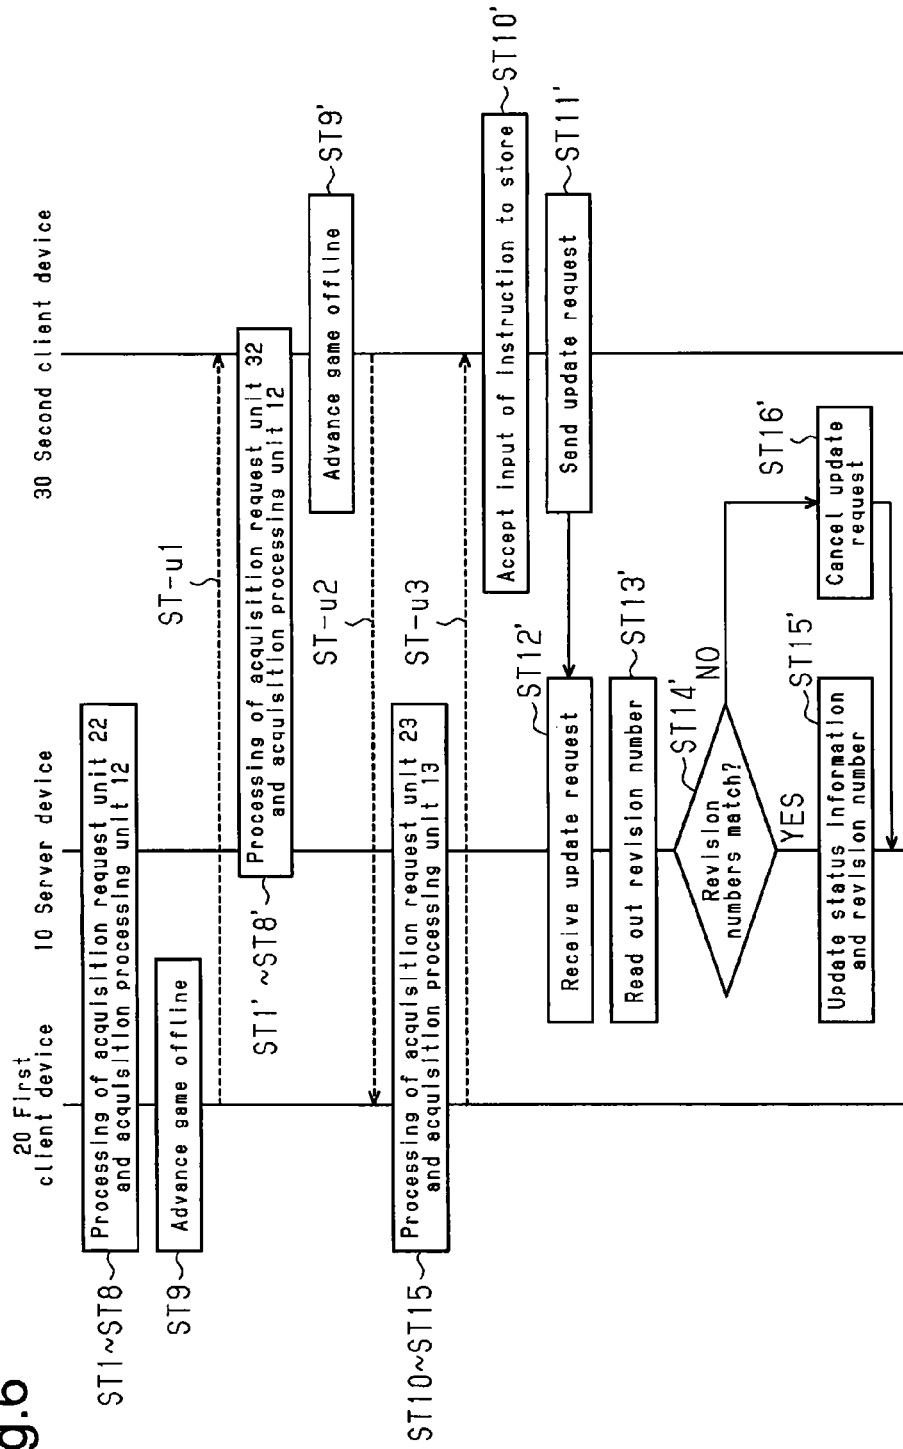 g.6
20 First
client device
10 Server device
30 Second client device
ST1~ST8
Processing of acquisition request unit 22
and acquisition processing unit 12
ST9
Advance game offline
ST-u1
ST1'~ST8'
Processing of acquisition request unit 32
and acquisition processing unit 12
Advance game offline
ST9'
ST-u2
ST10~ST15
Processing of acquisition request unit 23
and acquisition processing unit 13
ST-u3
Accept Input of Instruction to store
ST10'
Send update request
ST11'
ST12'
Receive update request
ST13'
Read out revision number
ST14'
Revision
numbers match?
NO
YES
ST15'
Update status information
and revision number
ST16'
Cancel update
request